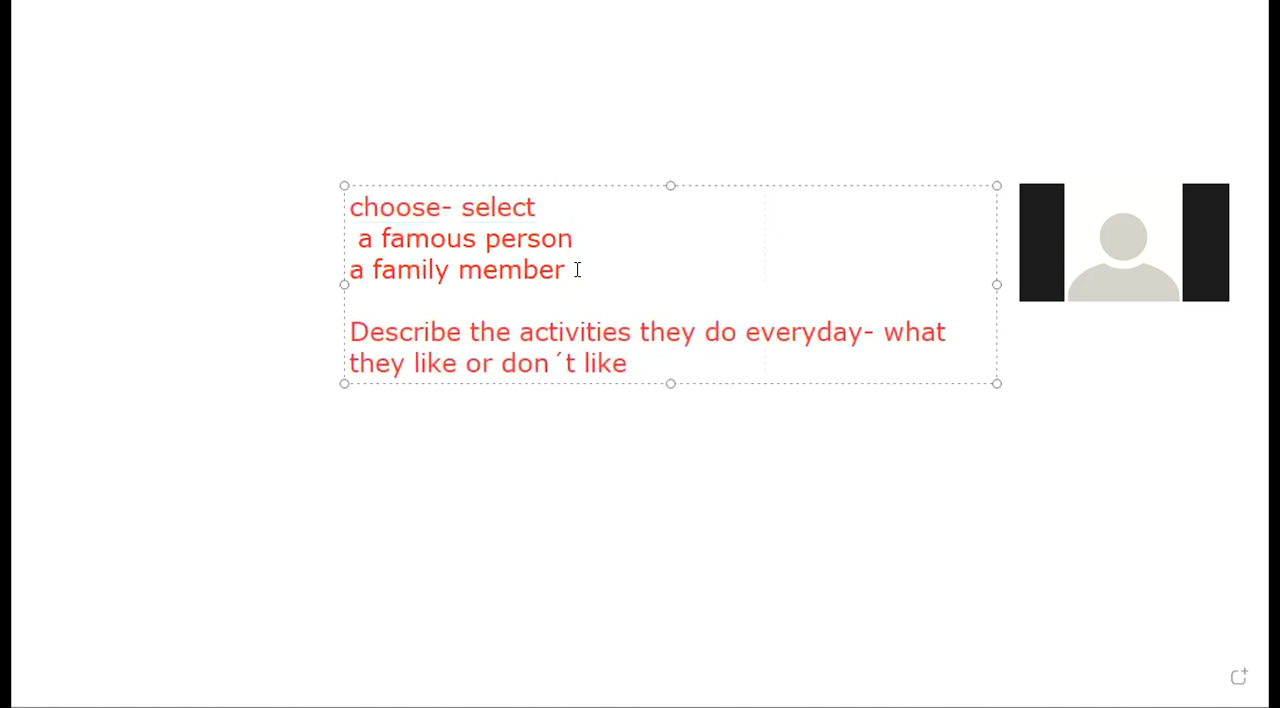 choose- select
a famous person
a family member
Describe the activities they do everyday- what
they like or don´t like